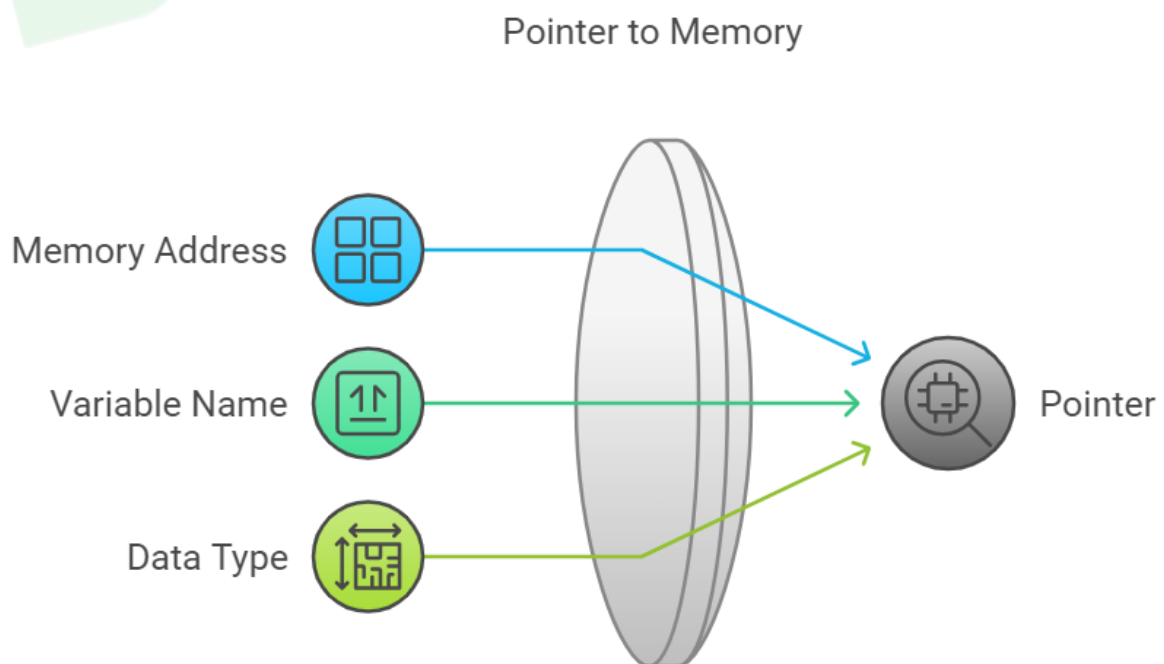 Pointer to Memory
Memory Address
Variable Name
Pointer
Data Type